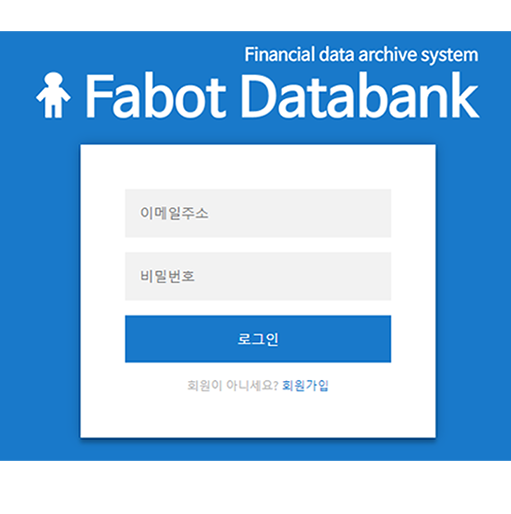 Financial data archive system
Fabot Databank
이메일주소
비밀번호
로그인
회원이 아니세요? 회원가입